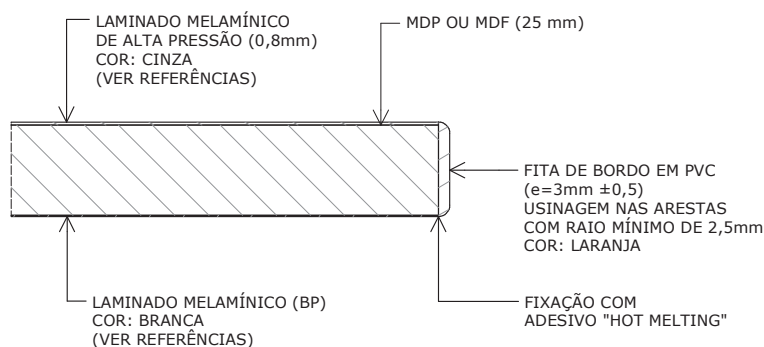 LAMINADO MELAMÍNICO
DE ALTA PRESSÃO (0,8mm)
COR: CINZA
(VER REFERÊNCIAS)
MDP OU MDF (25 mm)
FITA DE BORDO EM PVC
(e=3mm ±0,5)
USINAGEM NAS ARESTAS
COM RAIO MÍNIMO DE 2,5mm
COR: LARANJA
LAMINADO MELAMÍNICO (BP)
COR: BRANCA
(VER REFERÊNCIAS)
FIXAÇÃO COM
ADESIVO "HOT MELTING"